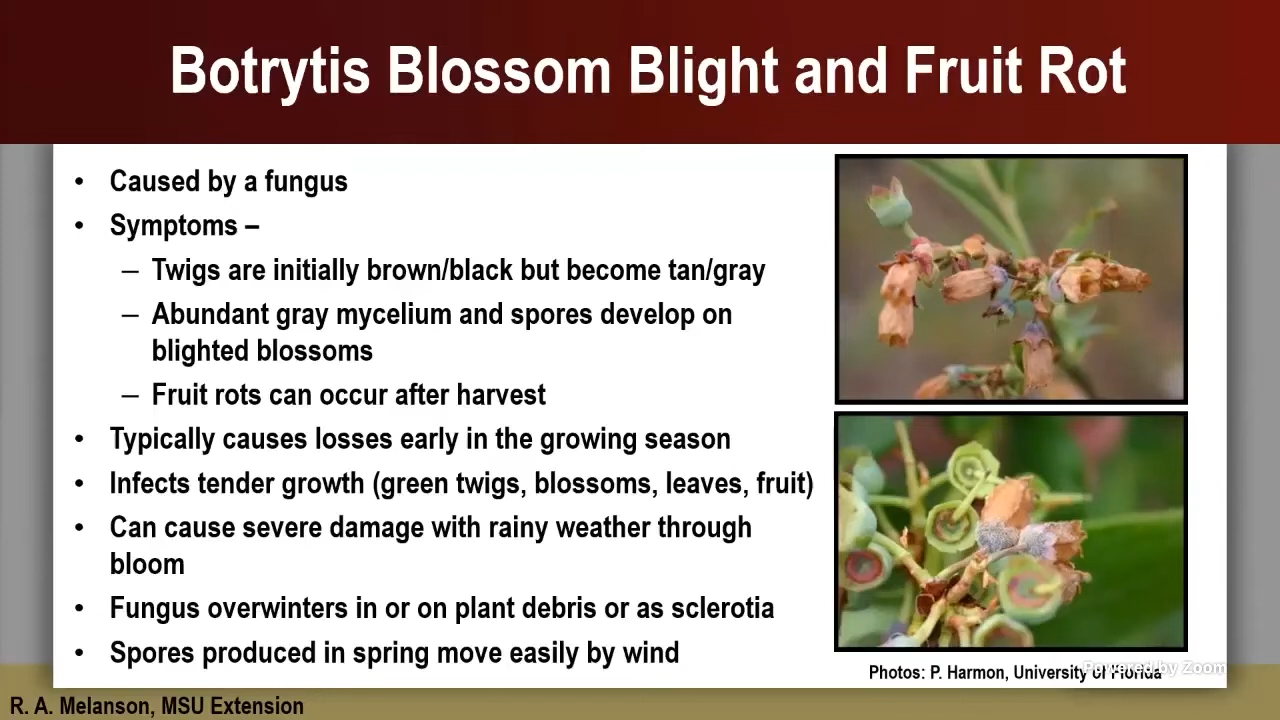 Botrytis Blossom Blight and Fruit Rot
• Caused by a fungus
• Symptoms –
– Twigs are initially brown/black but become tan/gray
– Abundant gray mycelium and spores develop on
blighted blossoms
– Fruit rots can occur after harvest
• Typically causes losses early in the growing season
• Infects tender growth (green twigs, blossoms, leaves, fruit)
• Can cause severe damage with rainy weather through
bloom
• Fungus overwinters in or on plant debris or as sclerotia
• Spores produced in spring move easily by wind
Photos: P. Harmon, University of Florida
Powered by Zoom
R. A. Melanson, MSU Extension